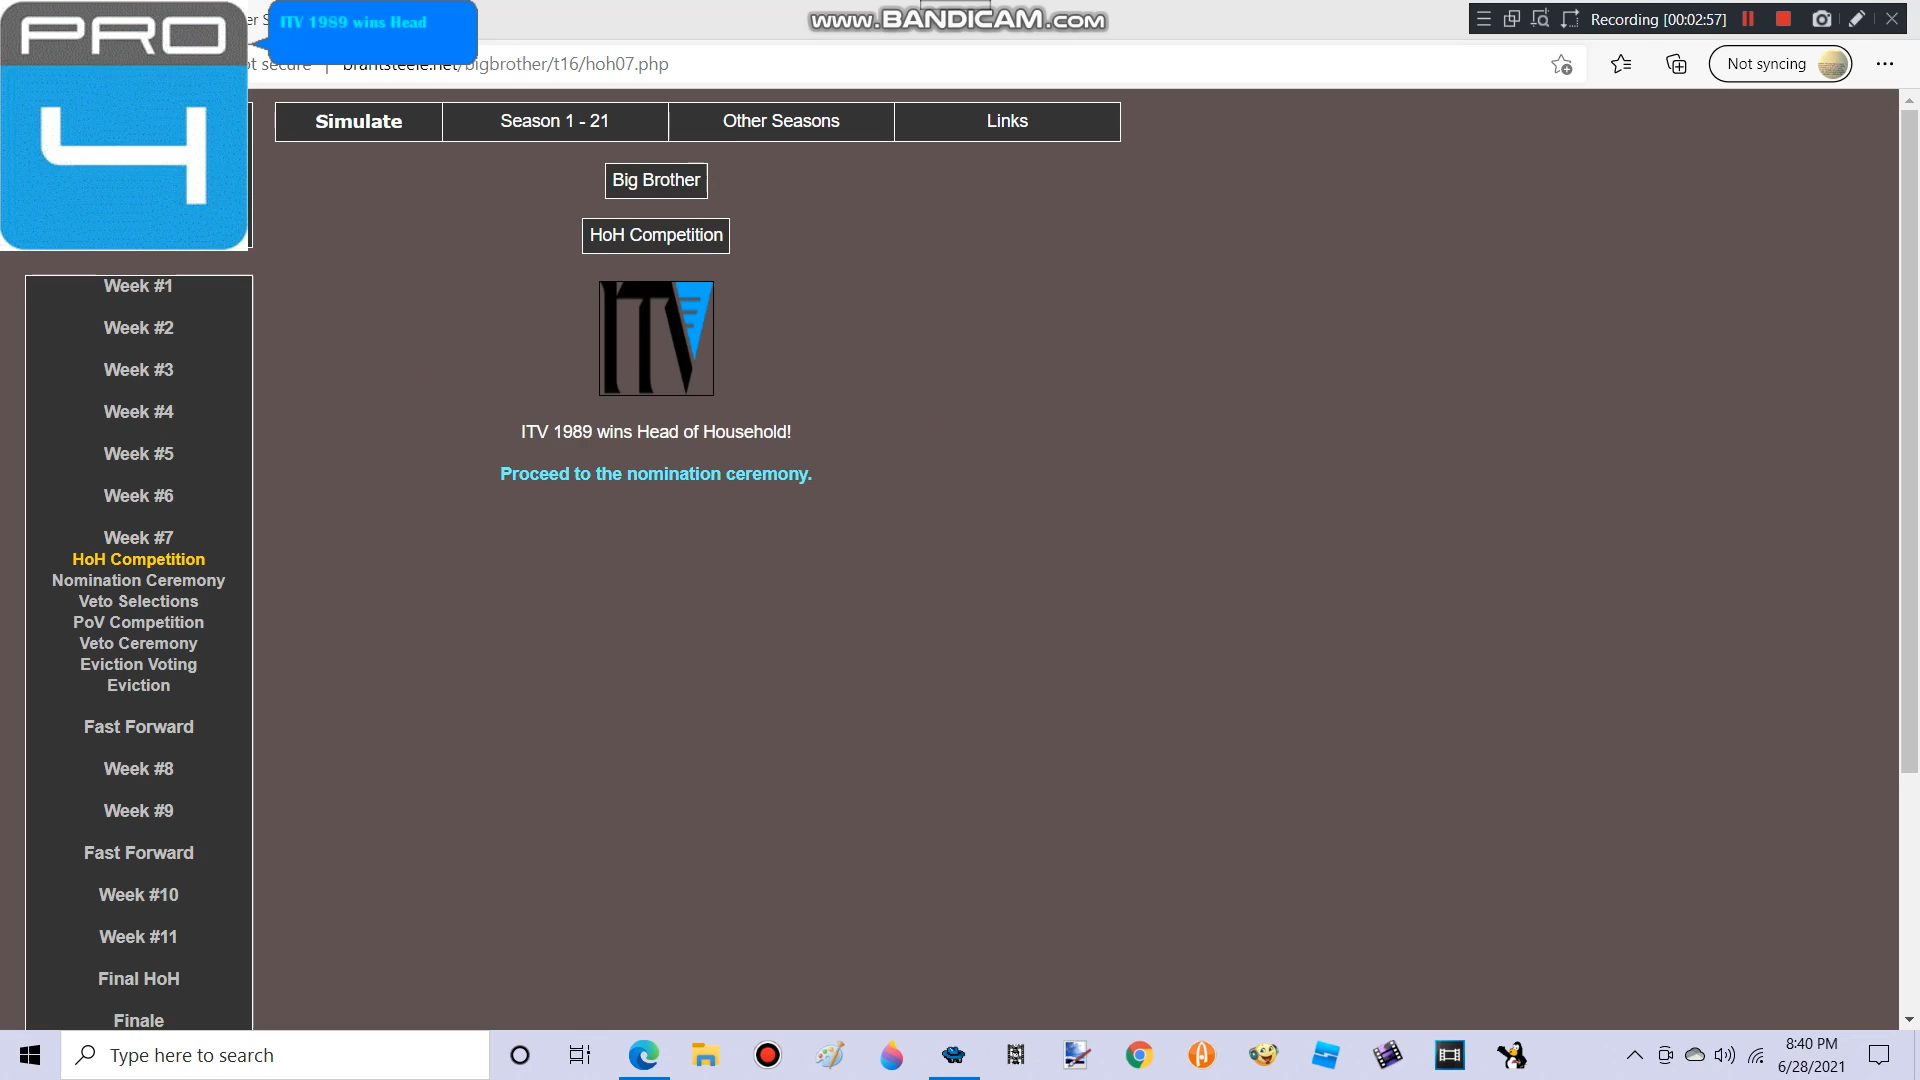 PRO
4
ITV 1989 wins Head
www.BANDICAM.com
Recording [00:02:57]
brantsteele.net/bigbrother/t16/hoh07.php
Not syncing
Simulate
Season 1 - 21
Other Seasons
Links
Big Brother
HoH Competition
ITV
ITV 1989 wins Head of Household!
Proceed to the nomination ceremony.
Week #1
Week #2
Week #3
Week #4
Week #5
Week #6
Week #7
HoH Competition
Nomination Ceremony
Veto Selections
PoV Competition
Veto Ceremony
Eviction Voting
Eviction
Fast Forward
Week #8
Week #9
Fast Forward
Week #10
Week #11
Final HoH
Finale
Type here to search
8:40 PM
6/28/2021